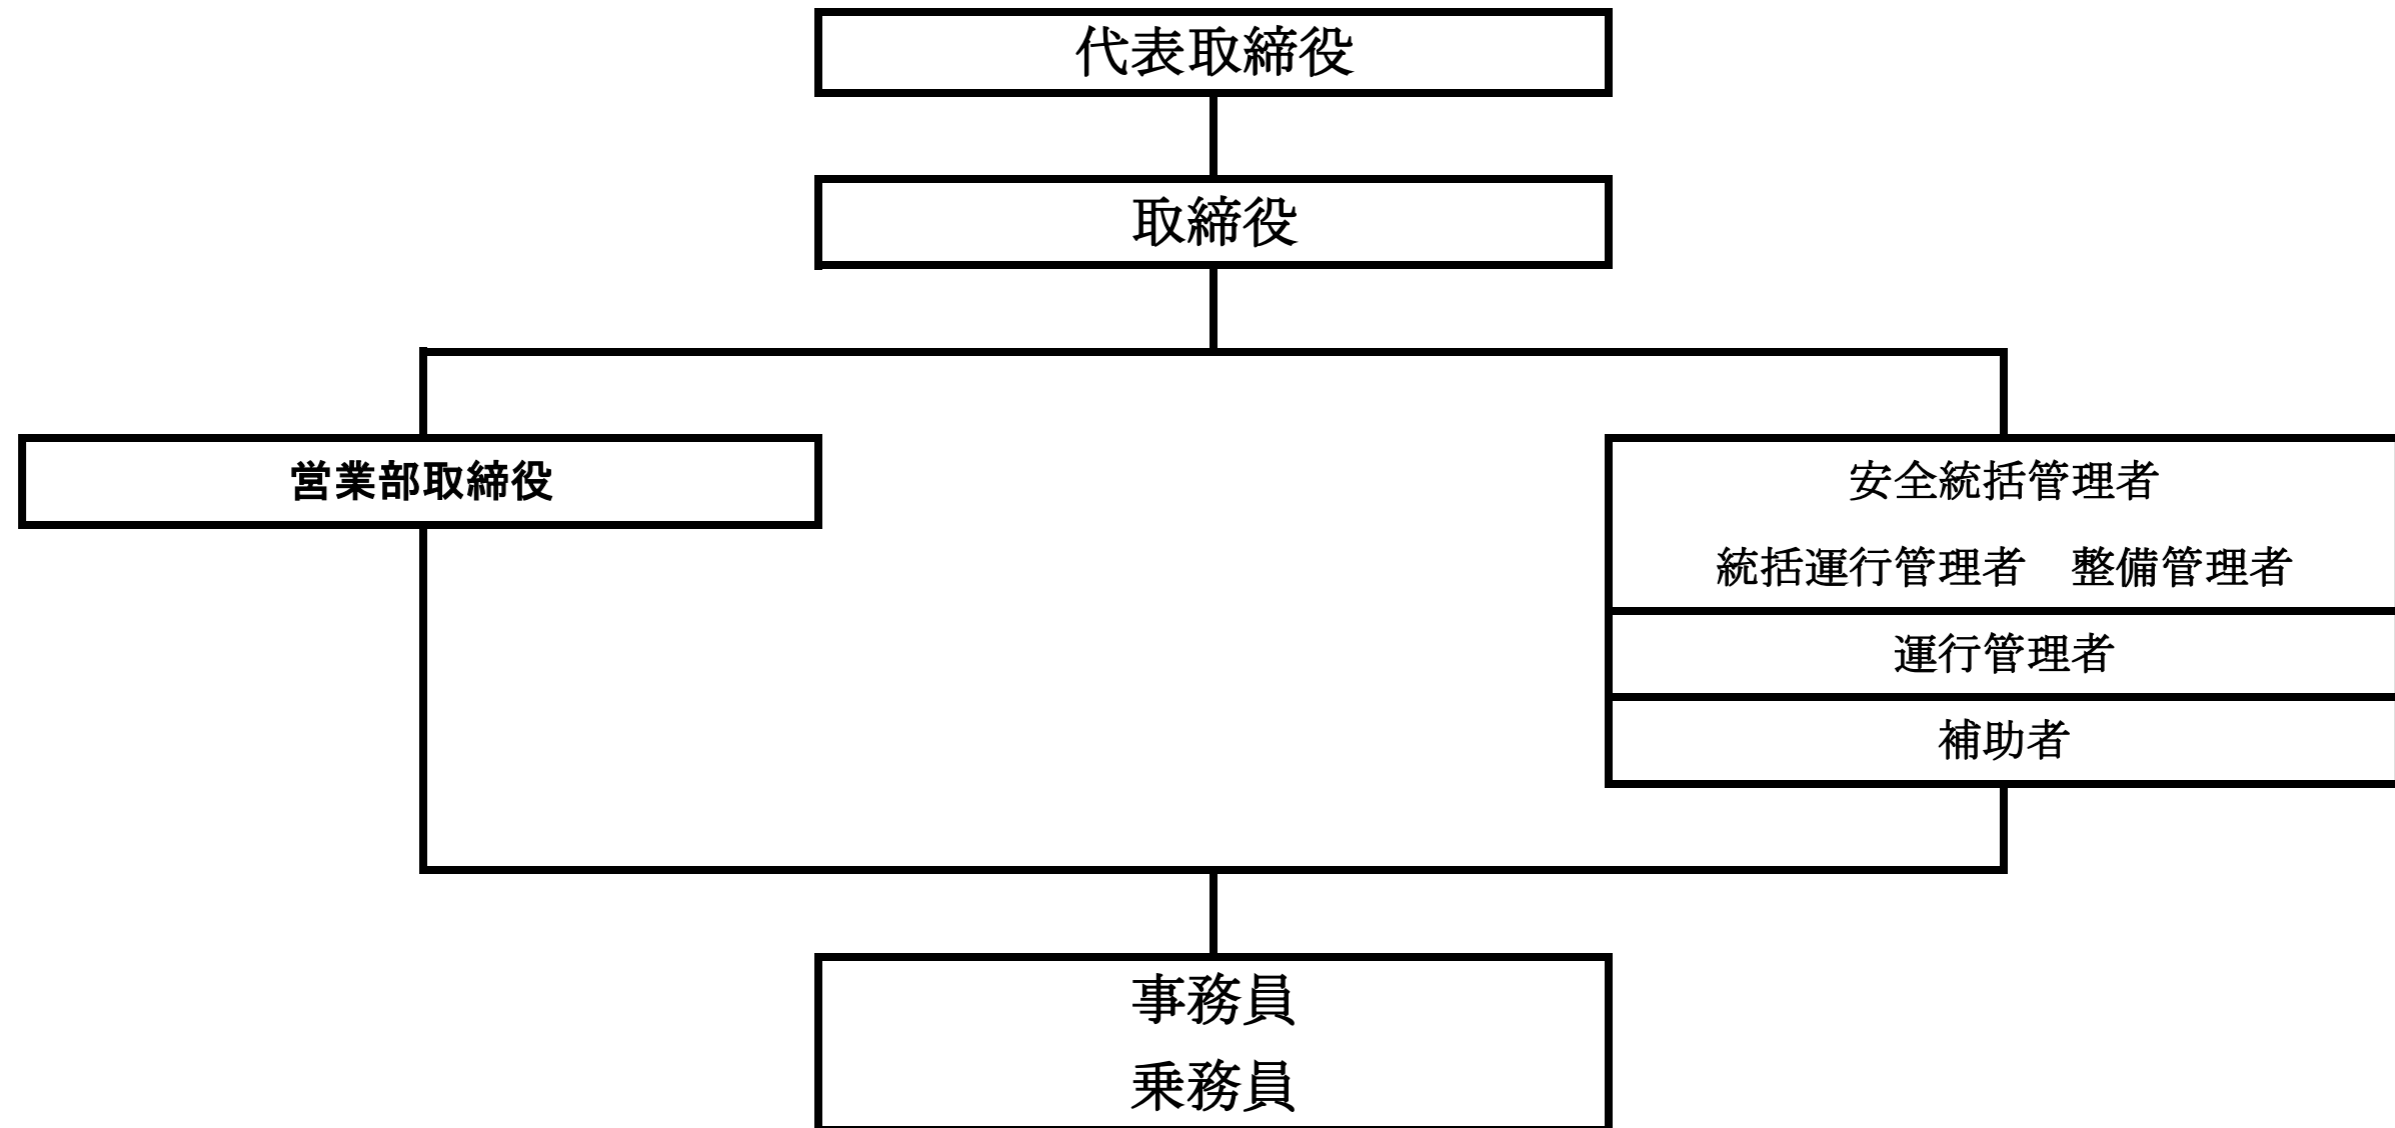 代表取締役
取締役
営業部取締役
安全統括管理者
統括運行管理者　整備管理者
運行管理者
補助者
事務員
乗務員